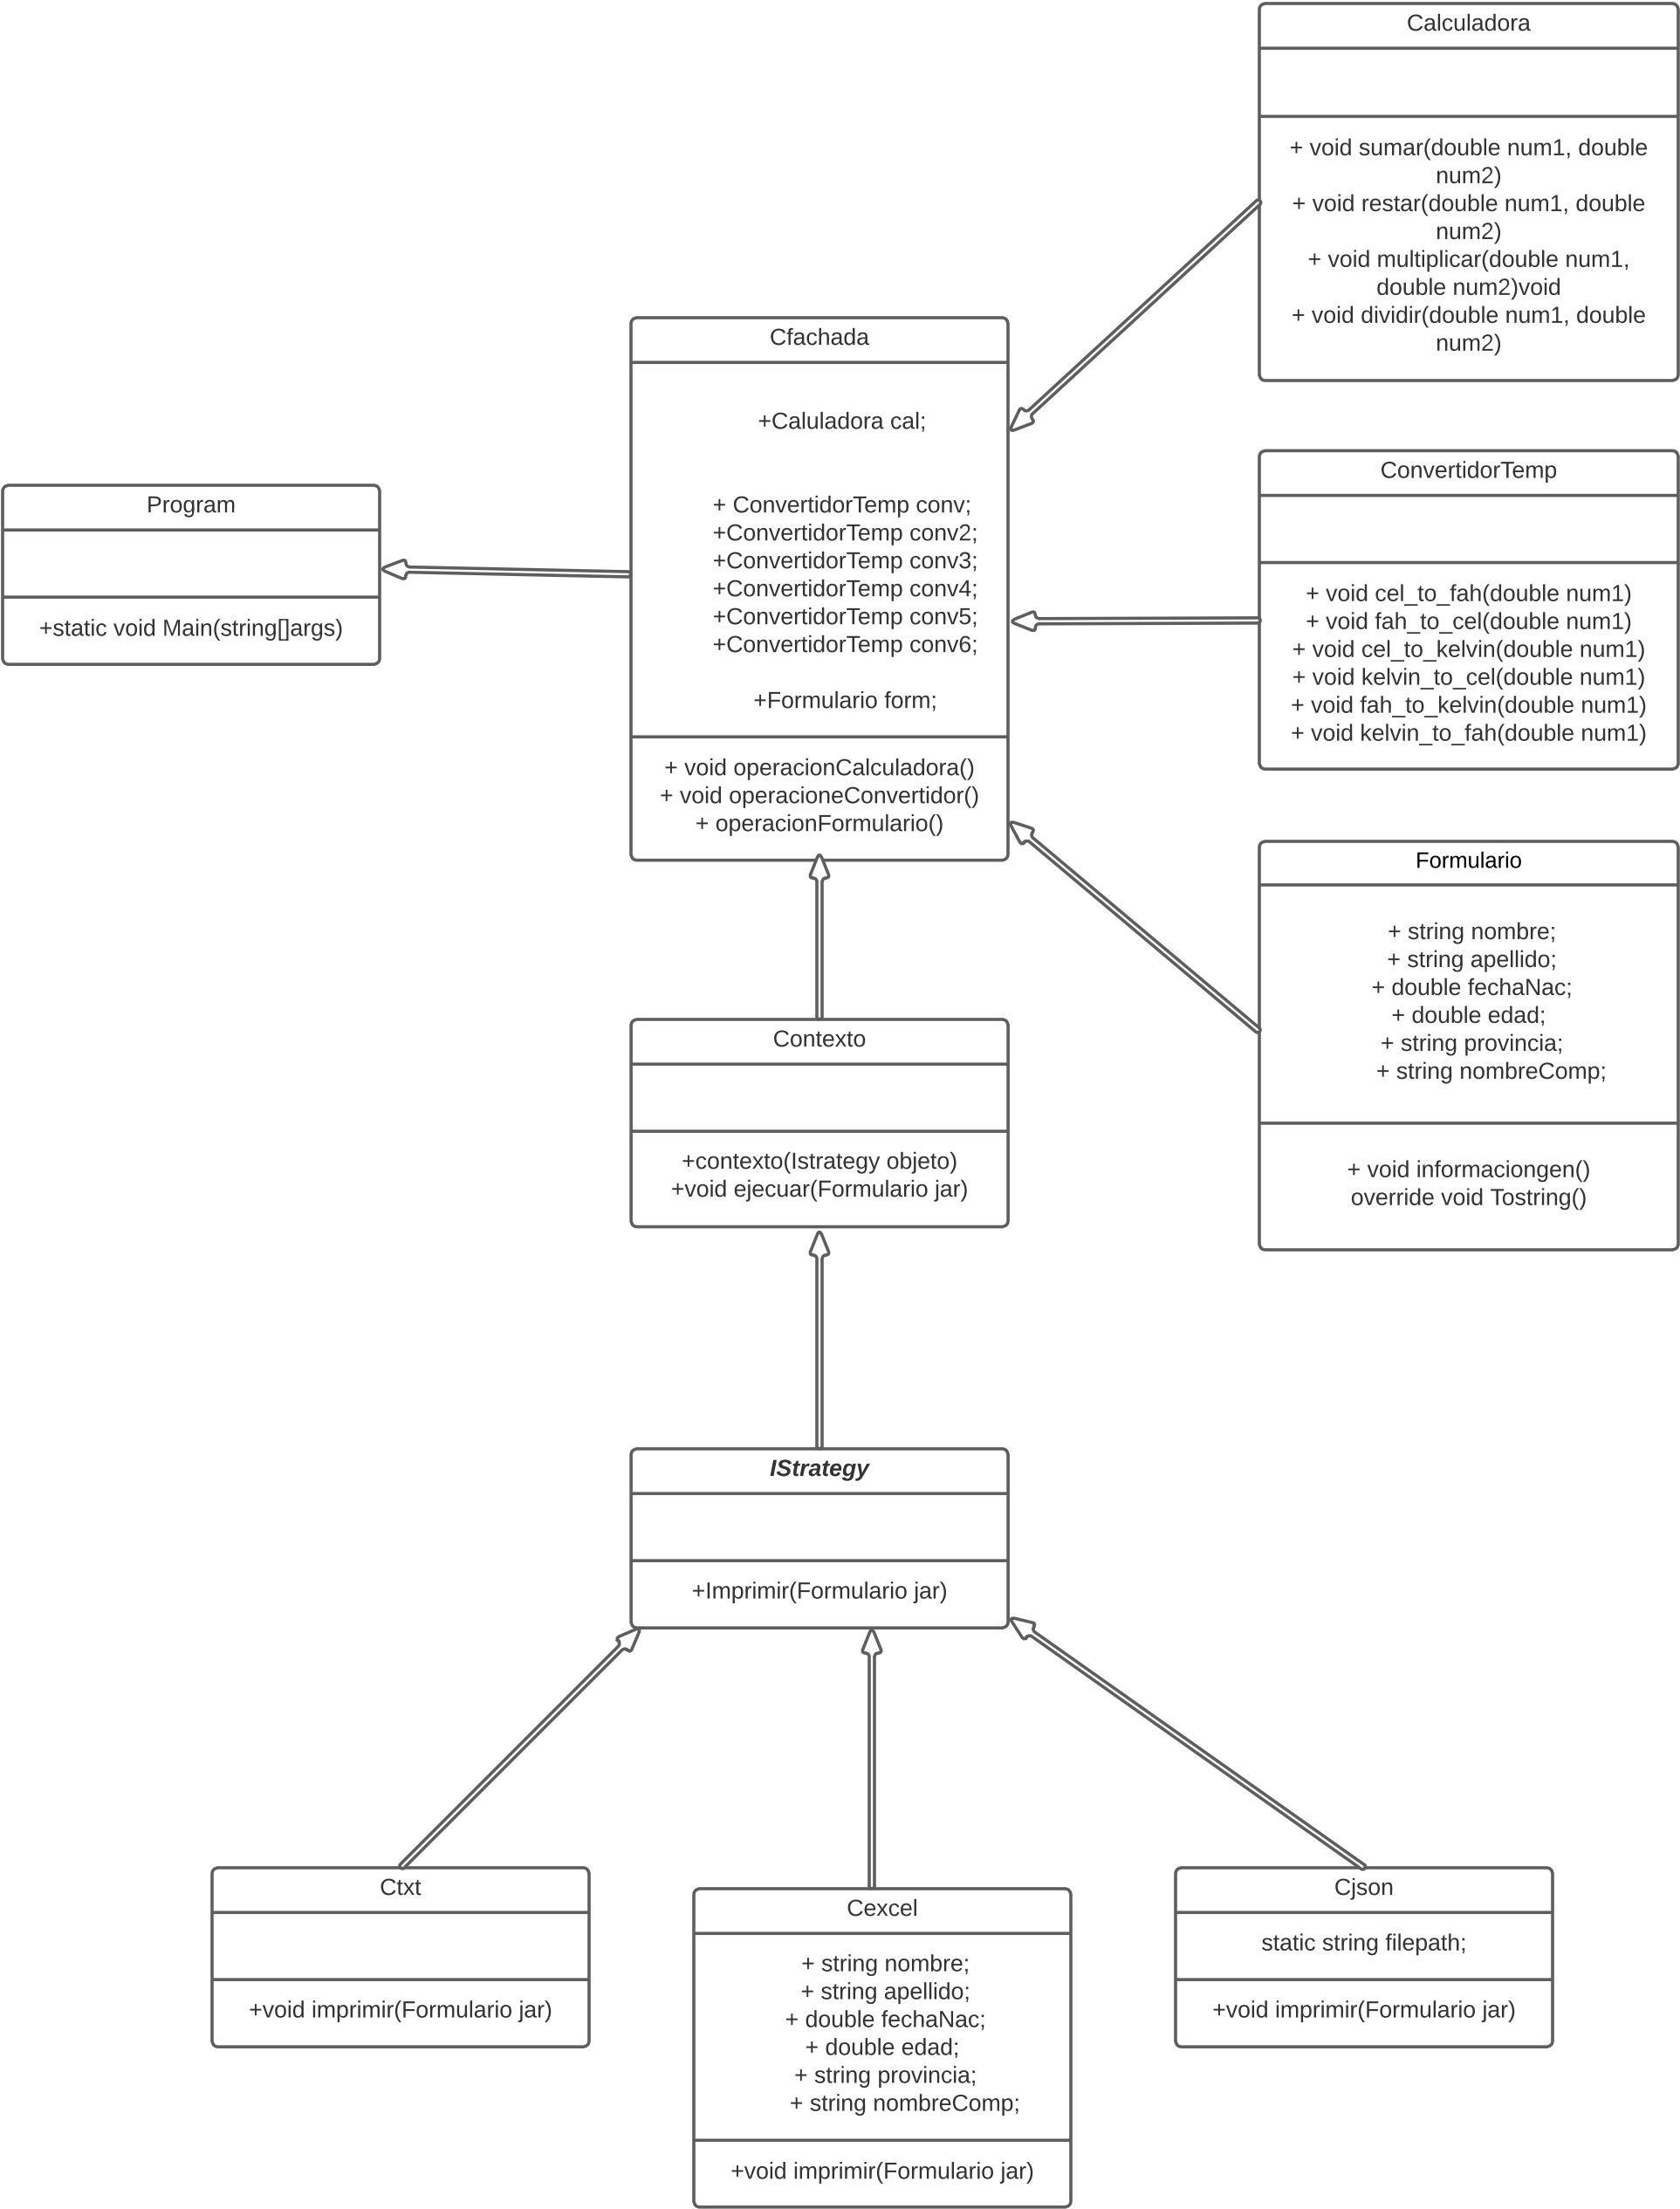 Calculadora
+ void sumar(double num1, double
num2)
+ void restar(double num1, double
num2)
+ void multiplicar(double num1,
double num2)void
+ void dividir(double num1, double
num2)
Cfachada
+Caluladora cal;
+ ConvertidorTemp conv;
+ConvertidorTemp conv2;
+ConvertidorTemp conv3;
+ConvertidorTemp conv4;
+ConvertidorTemp conv5;
+ConvertidorTemp conv6;
+Formulario form;
+ void operacionCalculadora()
+ void operacioneConvertidor()
+ operacionFormulario()
Program
+static void Main(string[]args)
ConvertidorTemp
+ void cel_to_fah(double num1)
+ void fah_to_cel(double num1)
+ void cel_to_kelvin(double num1)
+ void kelvin_to_cel(double num1)
+ void fah_to_kelvin(double num1)
+ void kelvin_to_fah(double num1)
Formulario
+ string nombre;
+ string apellido;
+ double fechaNac;
+ double edad;
+ string provincia;
+ string nombreComp;
+ void informaciongen()
override void Tostring()
Contexto
+contexto(Istrategy objeto)
+void ejecuar(Formulario jar)
IStrategy
+Imprimir(Formulario jar)
Ctxt
+void imprimir(Formulario jar)
Cexcel
+ string nombre;
+ string apellido;
+ double fechaNac;
+ double edad;
+ string provincia;
+ string nombreComp;
+void imprimir(Formulario jar)
Cjson
static string filepath;
+void imprimir(Formulario jar)